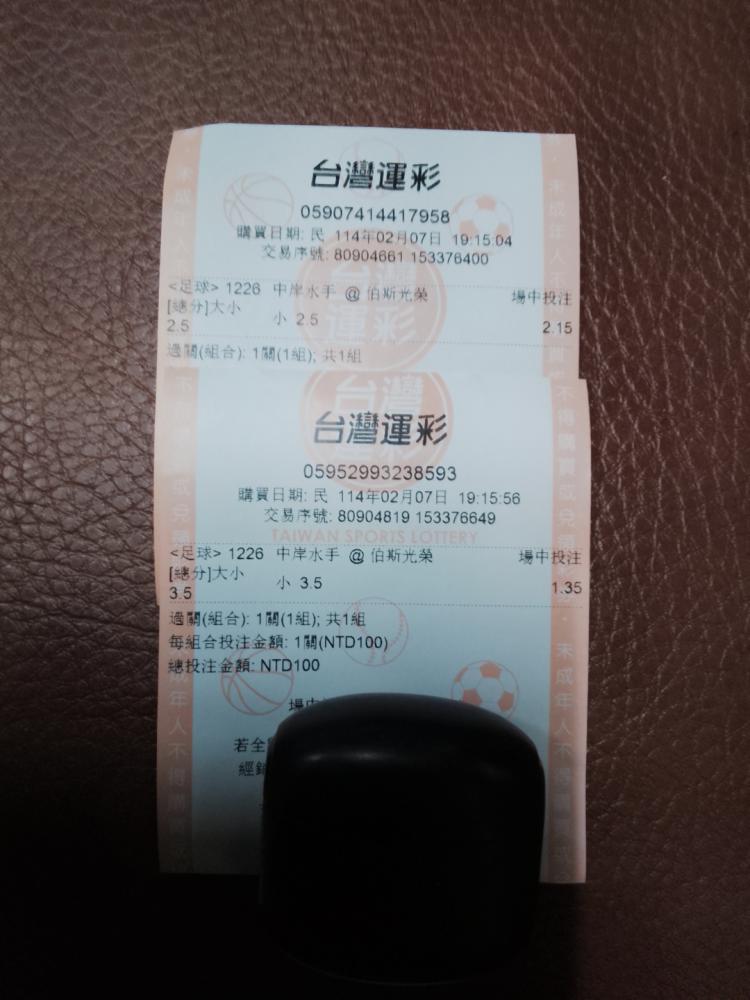 台灣運彩
05907414417958
購買日期: 民 114年02月07日 19:15:04
交易序號: 80904661 153376400
<足球> 1226 中岸水手 @ 伯斯光榮 場中投注
[總分]大小
2.5 小 2.5 2.15
過關(組合): 1關(1組); 共1組
台灣運彩
05952993238593
購買日期: 民 114年02月07日 19:15:56
交易序號: 80904819 153376649
TAIWAN SPORTS LOTTERY
<足球> 1226 中岸水手 @ 伯斯光榮 場中投注
[總分]大小
3.5 小 3.5 1.35
過關(組合): 1關(1組); 共1組
每組合投注金額: 1關(NTD100)
總投注金額: NTD100
場中
若全
經銷